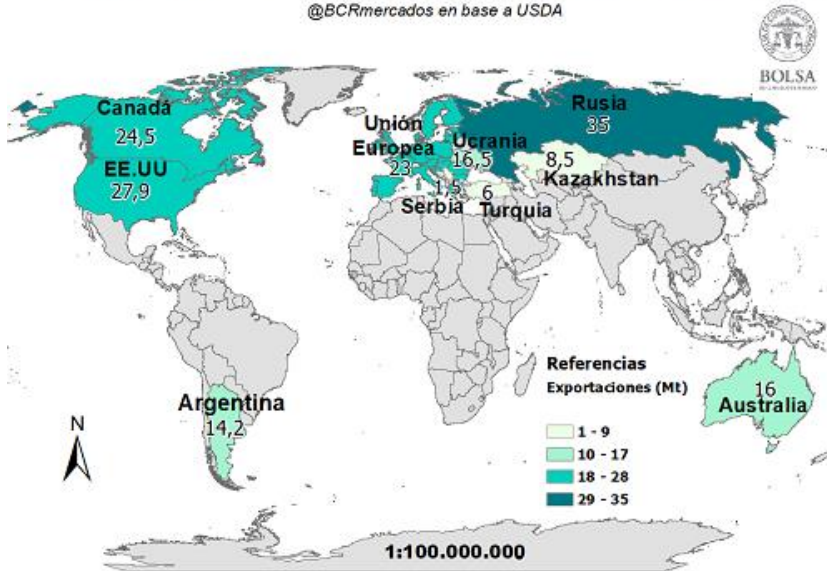 @BCRmercados en base a USDA
BOLSA
Canadá
24,5
EE.UU
27,9
Unión
Europea
23
Ucrania
16,5
Rusia
35
8,5
Kazakhstan
1,5
Serbia
6
Turquia
Argentina
14,2
16
Australia
N
Referencias
Exportaciones (Mt)
1 - 9
10 - 17
18 - 28
29 - 35
1:100.000.000